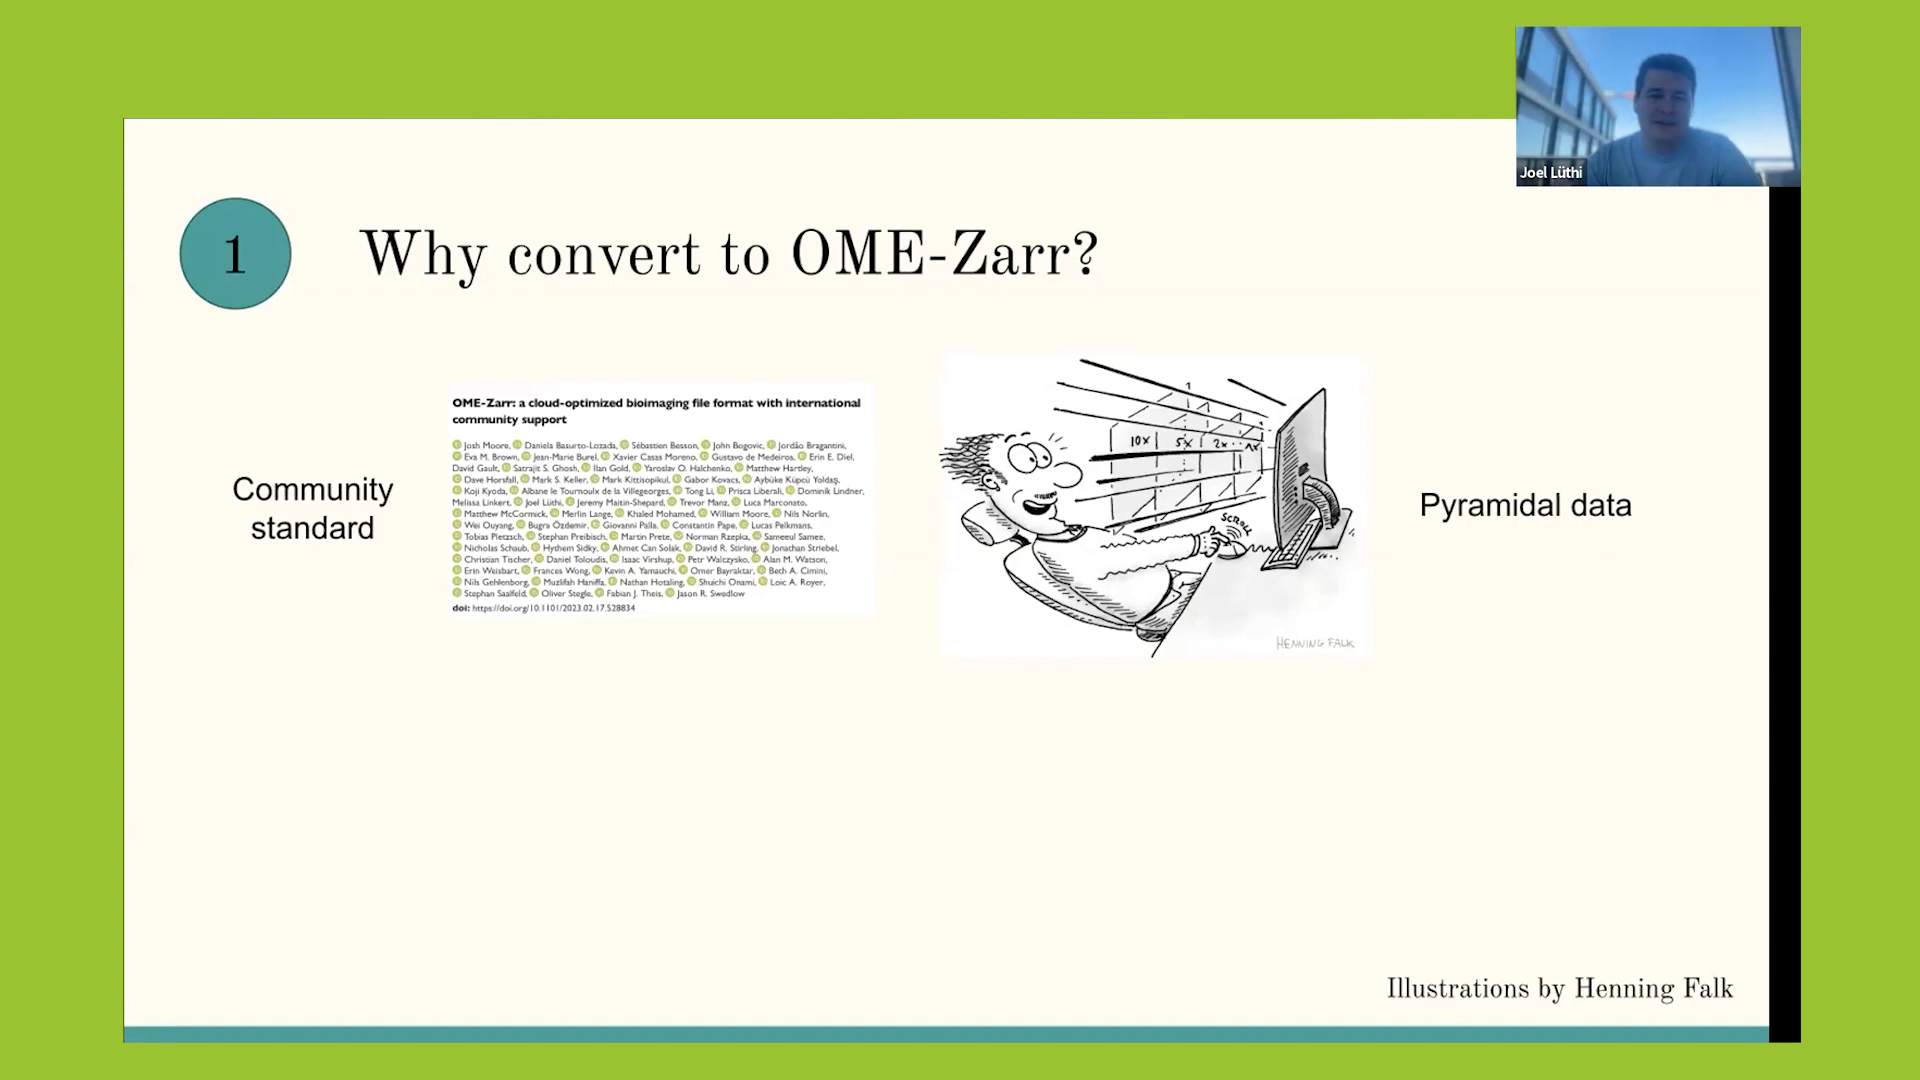 Joel Lüthi
1
Why convert to OME-Zarr?
Community
standard
OME-Zarr: a cloud-optimized bioimaging file format with international
community support
Josh Moore, Daniela Basurto-Lozada, Sébastien Besson, John Bogovic, Jordão Bragantini,
Eva M. Brown, Jean-Marie Burel, Xavier Casas Moreno, Gustavo de Medeiros, Erin E. Diel,
David Gault, Satrajit S. Ghosh, Ilan Gold, Yaroslav O. Halchenko, Matthew Hartley,
Dave Horsfall, Mark S. Keller, Mark Kittisopikul, Gabor Kovacs, Aybüke Küpcü Yoldaş,
Koji Kyoda, Albane le Tournoulx de la Villegeorges, Tong Li, Prisca Liberali, Dominik Lindner,
Melissa Linkert, Joel Lüthi, Jeremy Maitin-Shepard, Trevor Manz, Luca Marconato,
Matthew McCormick, Merlin Lange, Khaled Mohamed, William Moore, Nils Norlin,
Wei Ouyang, Bugra Özdemir, Giovanni Palla, Constantin Pape, Lucas Pelkmans,
Tobias Pietzsch, Stephan Preibisch, Martin Prete, Norman Rzepka, Sameeul Samee,
Nicholas Schaub, Hythem Sidky, Ahmet Can Solak, David R. Stirling, Jonathan Striebel,
Christian Tischer, Daniel Toloudis, Isaac Virshup, Petr Walczysko, Alan M. Watson,
Erin Weisbart, Frances Wong, Kevin A. Yamauchi, Omer Bayraktar, Beth A. Cimini,
Nils Gehlenborg, Muzlifah Haniffa, Nathan Hotaling, Shuichi Onami, Loic A. Royer,
Stephan Saalfeld, Oliver Stegle, Fabian J. Theis, Jason R. Swedlow
doi: https://doi.org/10.1101/2023.02.17.528834
10x 5x 2x 1x
SCROLL
HENNING FALK
Pyramidal data
Illustrations by Henning Falk